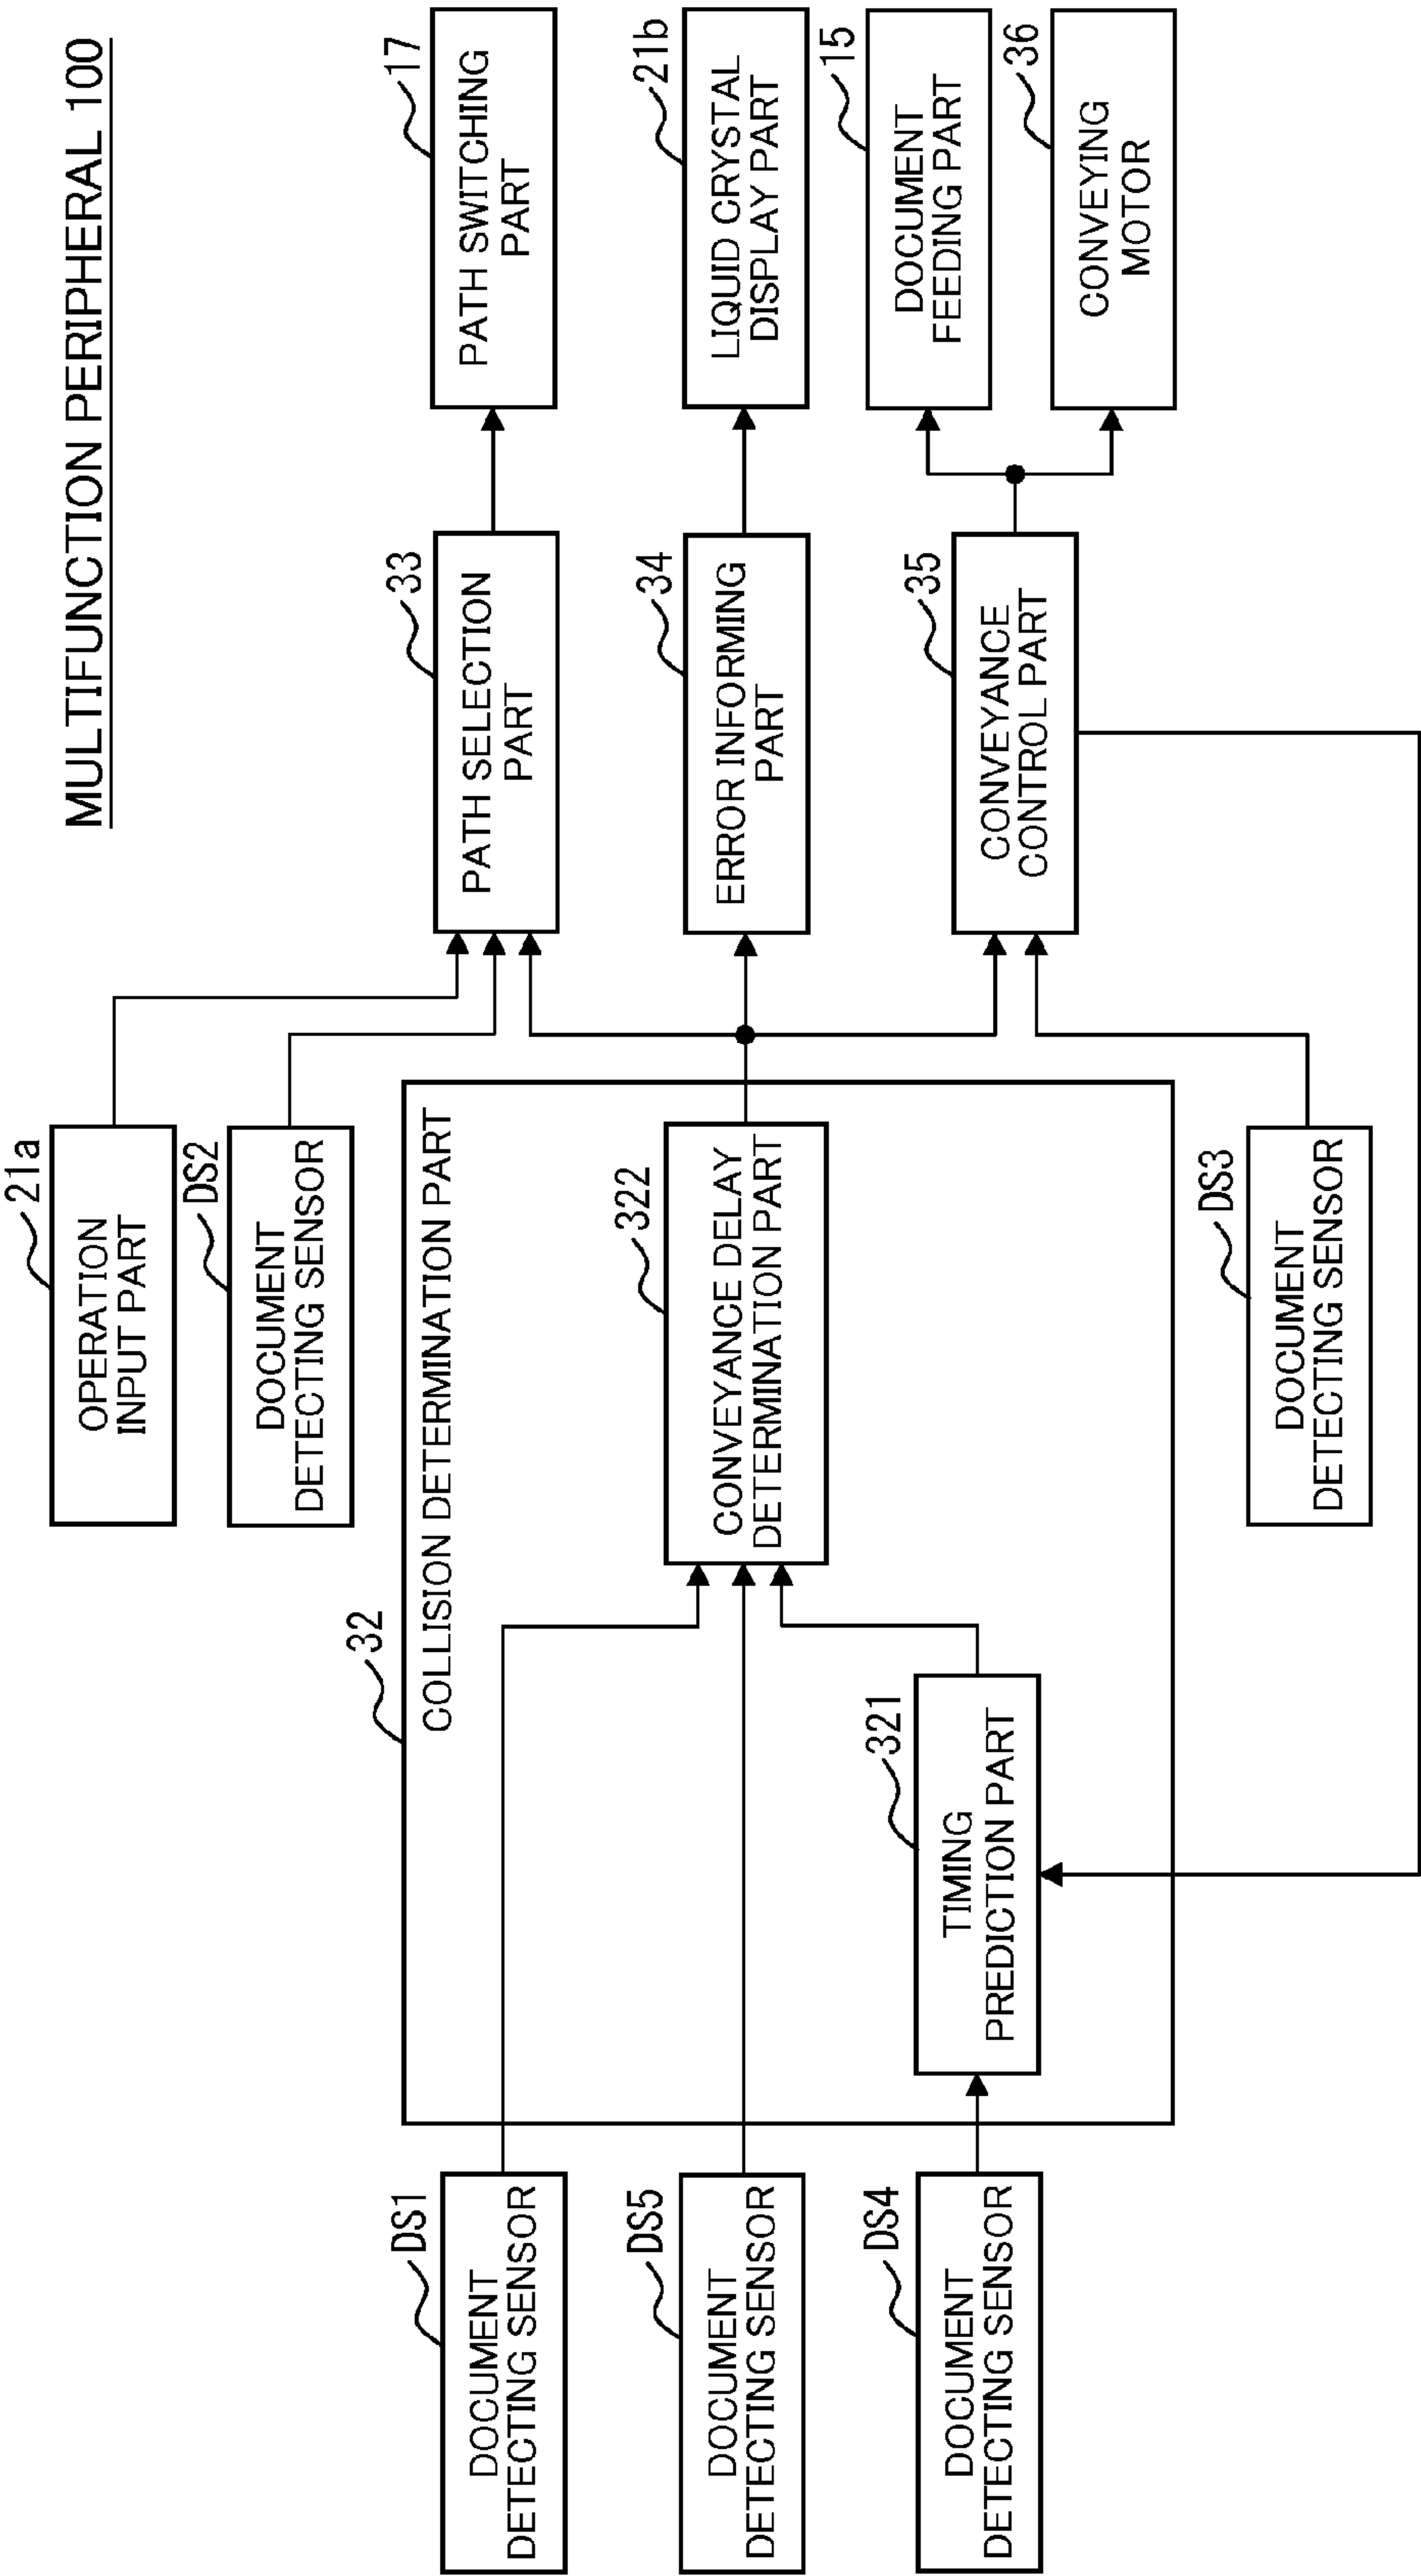 MULTIFUNCTION PERIPHERAL 100
21a
OPERATION
INPUT PART
DS2
DOCUMENT
DETECTING SENSOR
32
COLLISION DETERMINATION PART
DS1
DOCUMENT
DETECTING SENSOR
DS5
DOCUMENT
DETECTING SENSOR
DS4
DOCUMENT
DETECTING SENSOR
321
TIMING
PREDICTION PART
322
CONVEYANCE DELAY
DETERMINATION PART
DS3
DOCUMENT
DETECTING SENSOR
33
PATH SELECTION
PART
34
ERROR INFORMING
PART
35
CONVEYANCE
CONTROL PART
17
PATH SWITCHING
PART
21b
LIQUID CRYSTAL
DISPLAY PART
15
DOCUMENT
FEEDING PART
36
CONVEYING
MOTOR